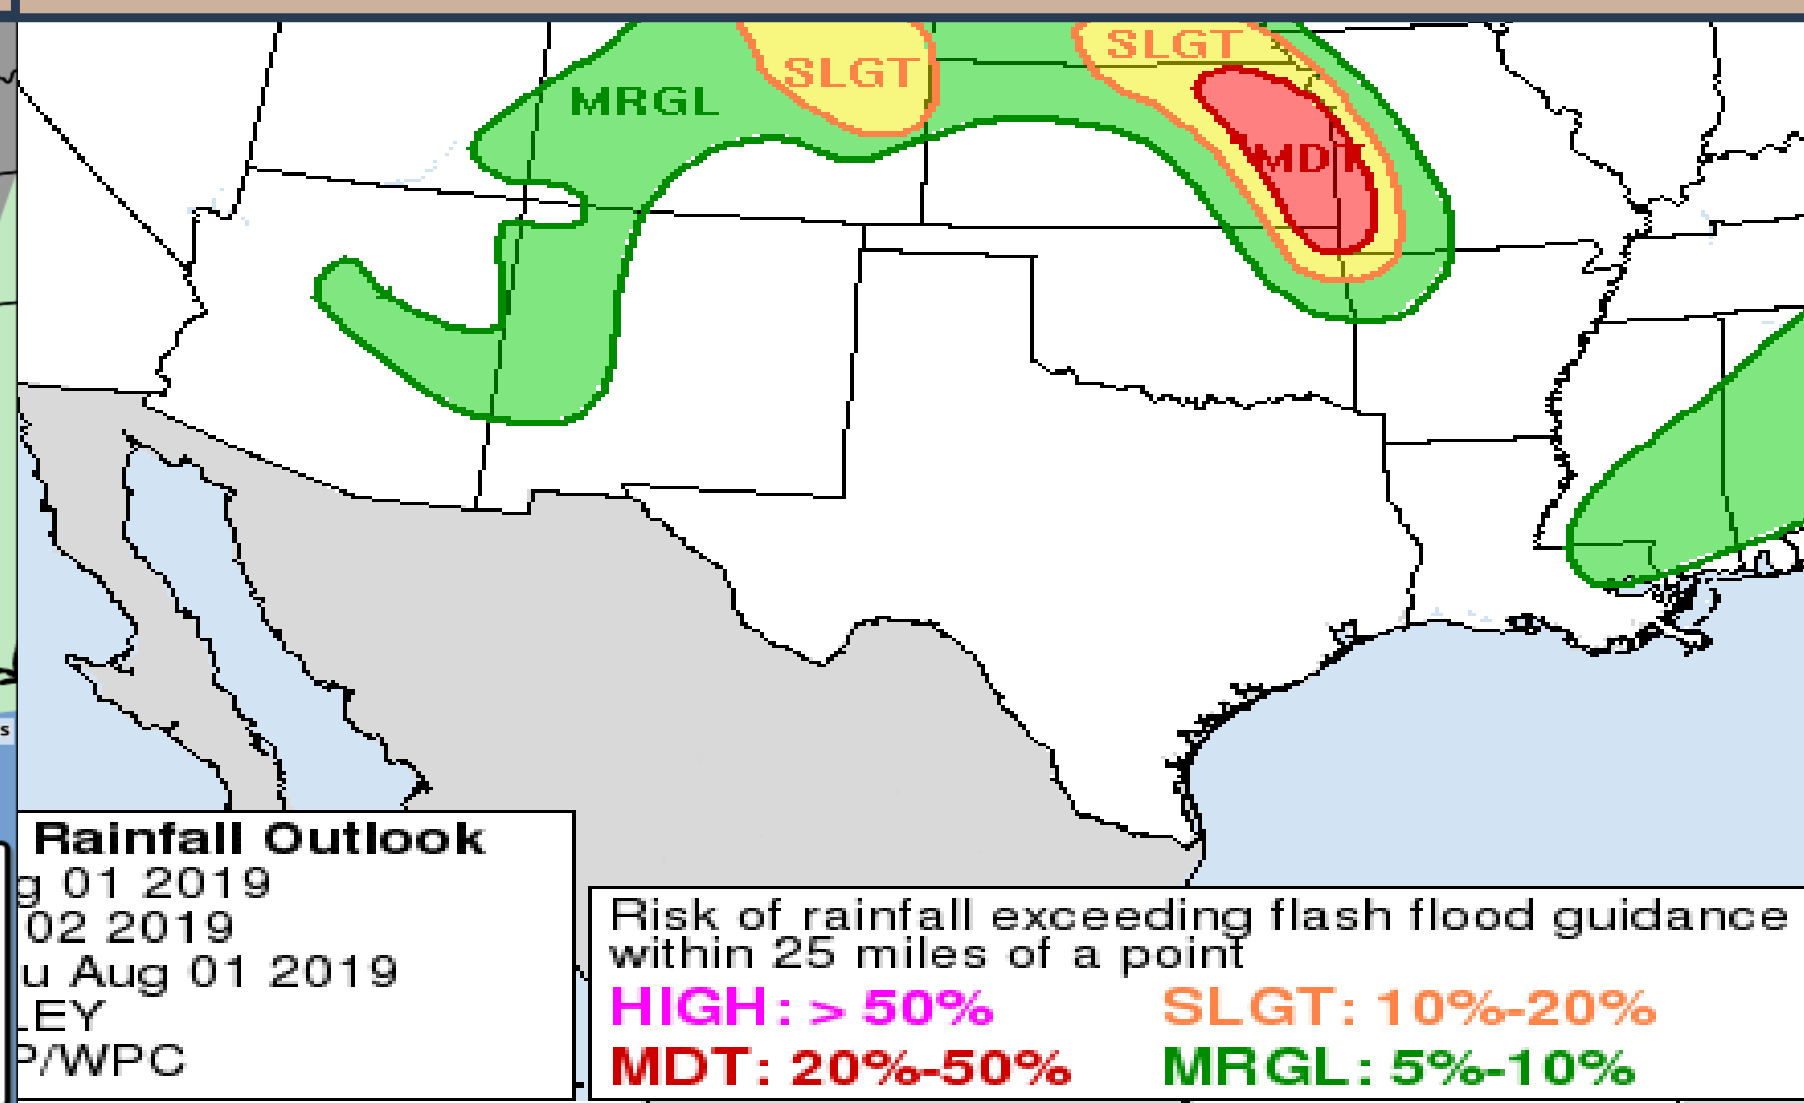 SLGT
SLGT
MRGL
MDT
s
Rainfall Outlook
g 01 2019
02 2019
u Aug 01 2019
LEY
P/WPC
Risk of rainfall exceeding flash flood guidance
within 25 miles of a point
HIGH: > 50% SLGT: 10%-20%
MDT: 20%-50% MRGL: 5%-10%